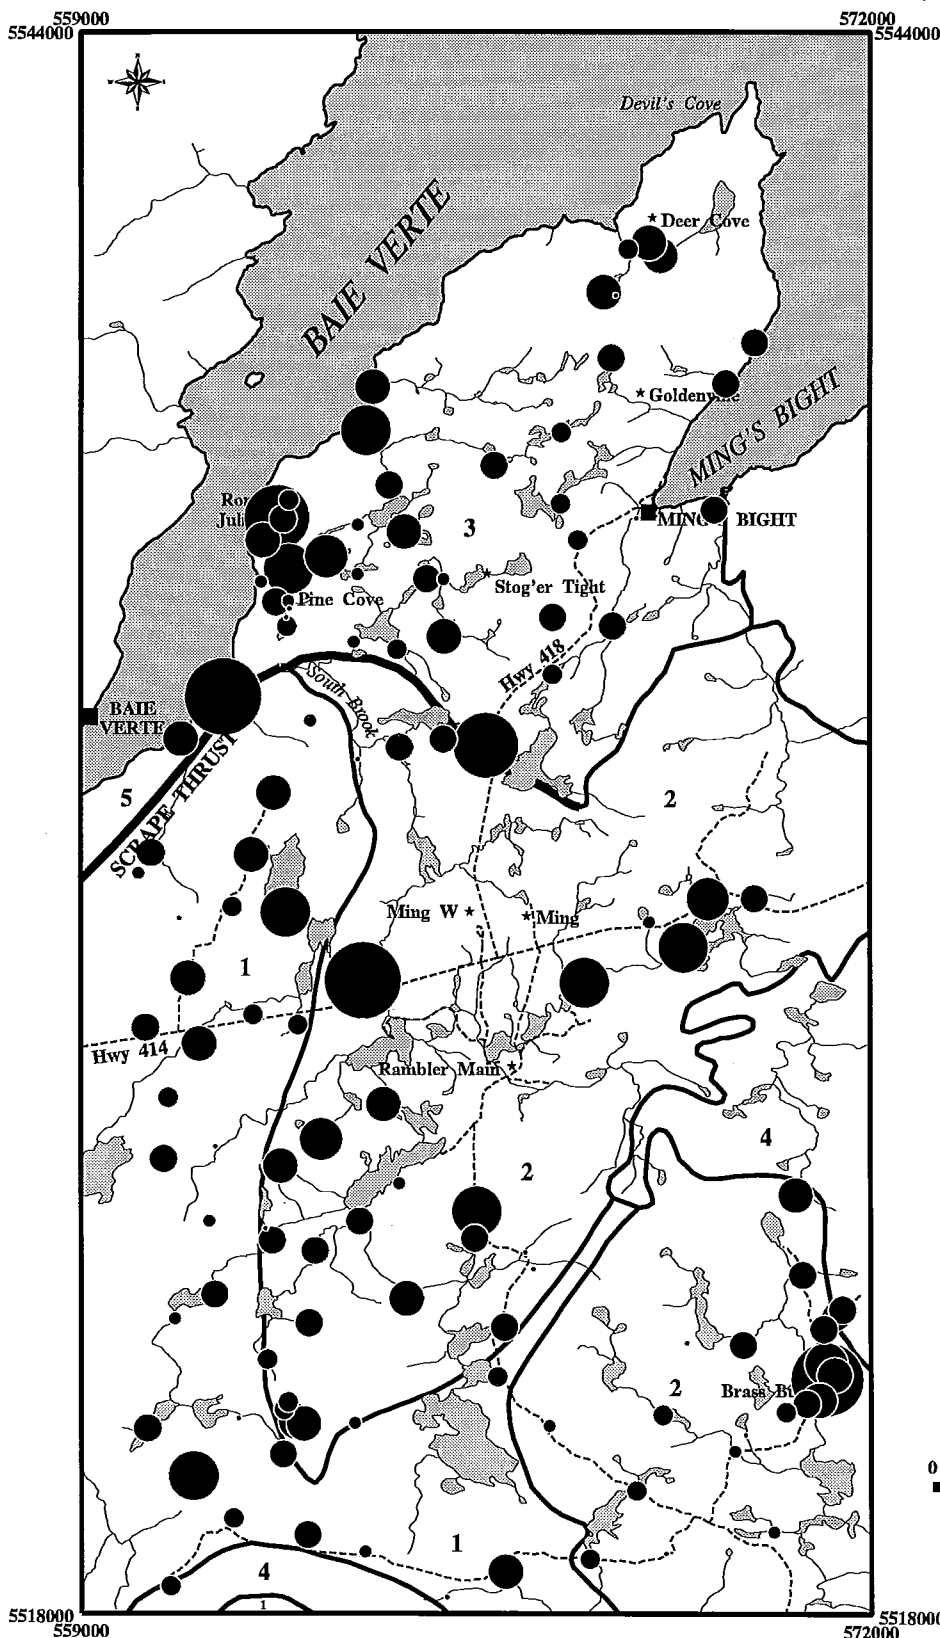 559000
572000
5544000
5544000
N
W
Devil's Cove
Deer Cove
BAIE VERTE
Goldenville
MING'S BIGHT
MING BIGHT
3
Stog'er Tight
Pine Cove
Hwy 418
South Brook
BAIE
VERTE
SCRAPE THRUST
5
2
Ming W
Ming
1
Hwy 414
Rambler Main
4
2
2
Brass
0
1
4
1
5518000
5518000
559000
572000